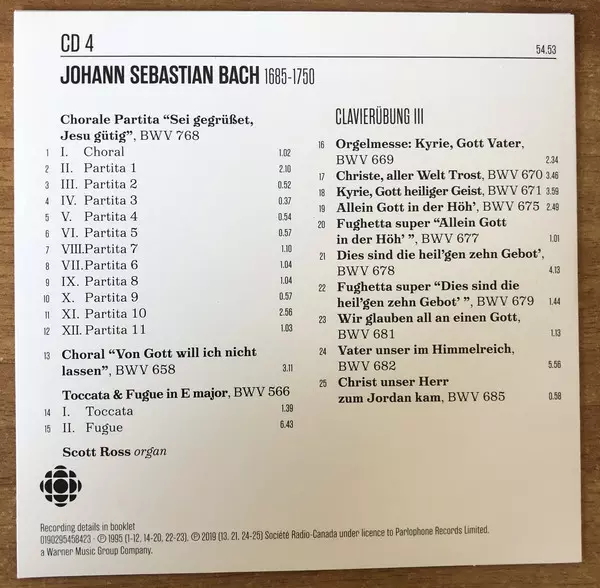 CD 4
54.53
JOHANN SEBASTIAN BACH 1685-1750
Chorale Partita “Sei gegrüßet,
Jesu gütig”, BWV 768
1 I. Choral 1.02
2 II. Partita 1 2.10
3 III. Partita 2 0.52
4 IV. Partita 3 0.37
5 V. Partita 4 0.54
6 VI. Partita 5 0.57
7 VIII. Partita 7 1.10
8 VII. Partita 6 1.04
9 IX. Partita 8 1.04
10 X. Partita 9 0.57
11 XI. Partita 10 2.56
12 XII. Partita 11 1.03
13 Choral “Von Gott will ich nicht
lassen”, BWV 658 3.11
Toccata & Fugue in E major, BWV 566
14 I. Toccata 1.39
15 II. Fugue 6.43
Scott Ross organ
CLAVIERÜBUNG III
16 Orgelmesse: Kyrie, Gott Vater,
BWV 669 2.34
17 Christe, aller Welt Trost, BWV 670 3.46
18 Kyrie, Gott heiliger Geist, BWV 671 3.59
19 Allein Gott in der Höh’, BWV 675 2.49
20 Fughetta super “Allein Gott
in der Höh’ ”, BWV 677 1.01
21 Dies sind die heil’gen zehn Gebot’,
BWV 678 4.13
22 Fughetta super “Dies sind die
heil’gen zehn Gebot’ ”, BWV 679 1.44
23 Wir glauben all an einen Gott,
BWV 681 1.13
24 Vater unser im Himmelreich,
BWV 682 5.56
25 Christ unser Herr
zum Jordan kam, BWV 685 0.58
Recording details in booklet
0190295458423 · ℗ 1995 (1-12, 14-20, 22-23), ℗ 2019 (13, 21, 24-25) Société Radio-Canada under licence to Parlophone Records Limited,
a Warner Music Group Company.